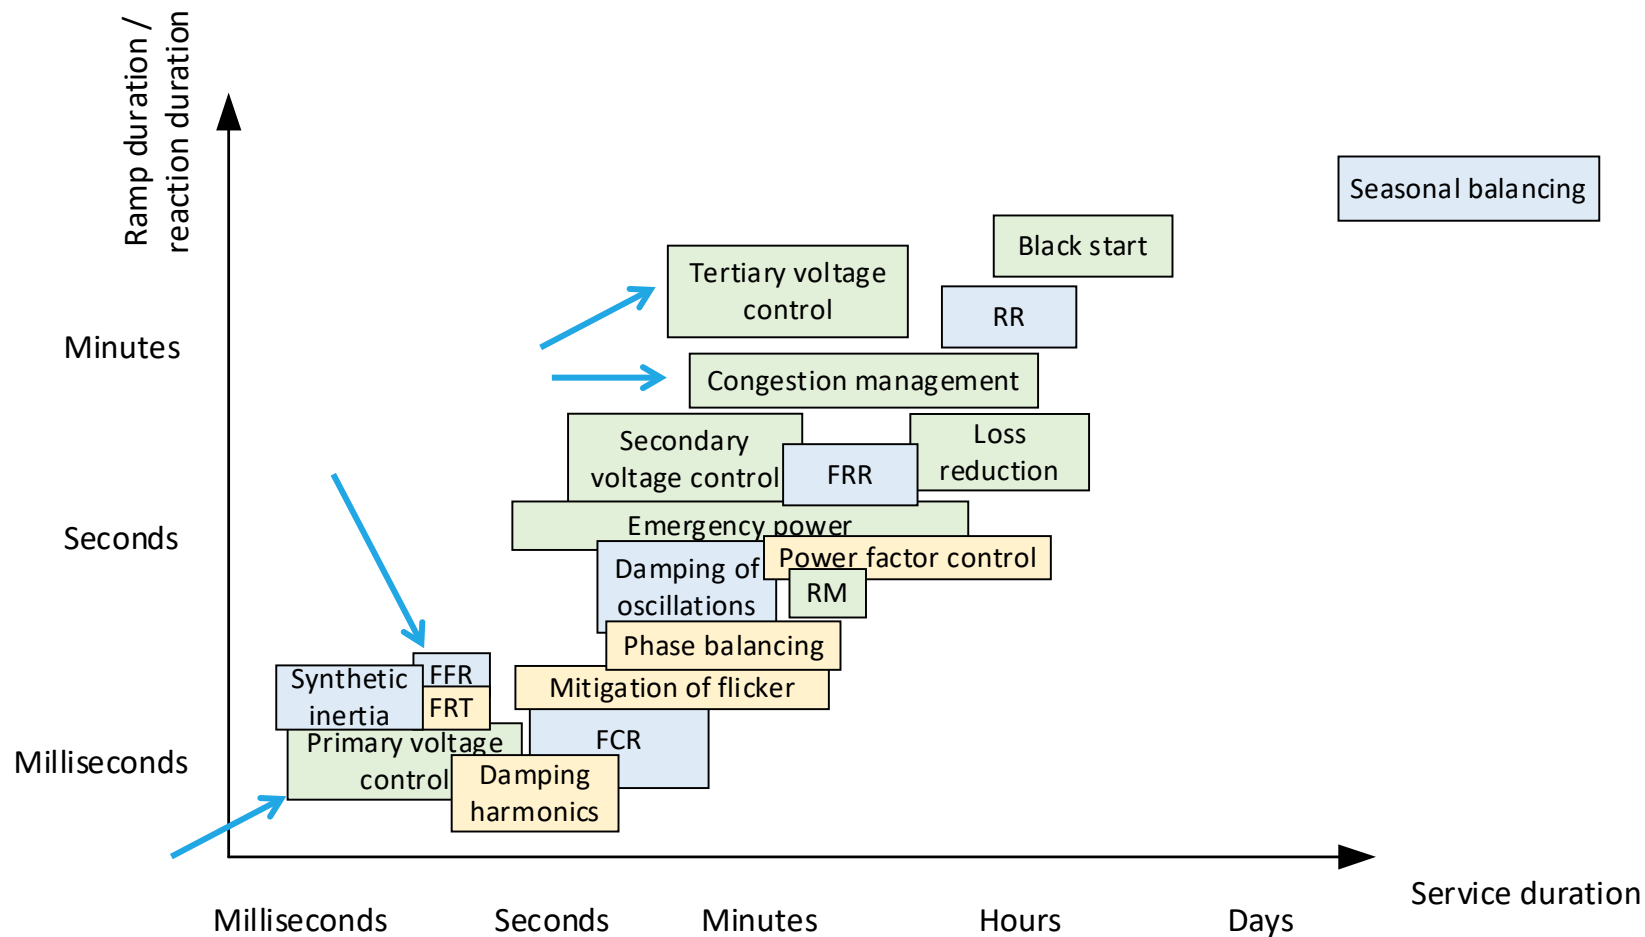 Ramp duration /
reaction duration
Seasonal balancing
Black start
Tertiary voltage
control
RR
Minutes
Congestion management
Secondary
voltage control
FRR
Loss
reduction
Seconds
Emergency power
Power factor control
Damping of
oscillations
RM
Phase balancing
Synthetic
inertia
FFR
FRT
Mitigation of flicker
Primary voltage
control
FCR
Milliseconds
Damping
harmonics
Service duration
Milliseconds
Seconds
Minutes
Hours
Days